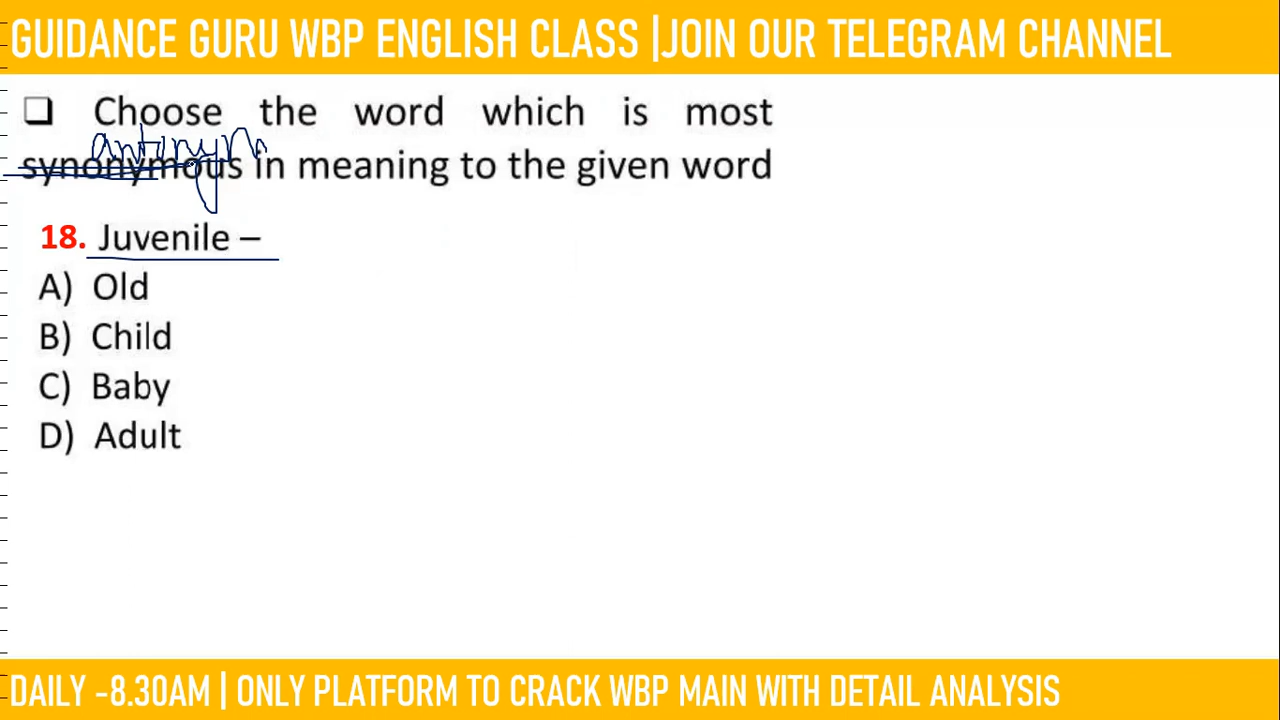 GUIDANCE GURU WBP ENGLISH CLASS |JOIN OUR TELEGRAM CHANNEL
❑ Choose the word which is most
antonym
synonymous in meaning to the given word
18. Juvenile –
A) Old
B) Child
C) Baby
D) Adult
DAILY -8.30AM | ONLY PLATFORM TO CRACK WBP MAIN WITH DETAIL ANALYSIS